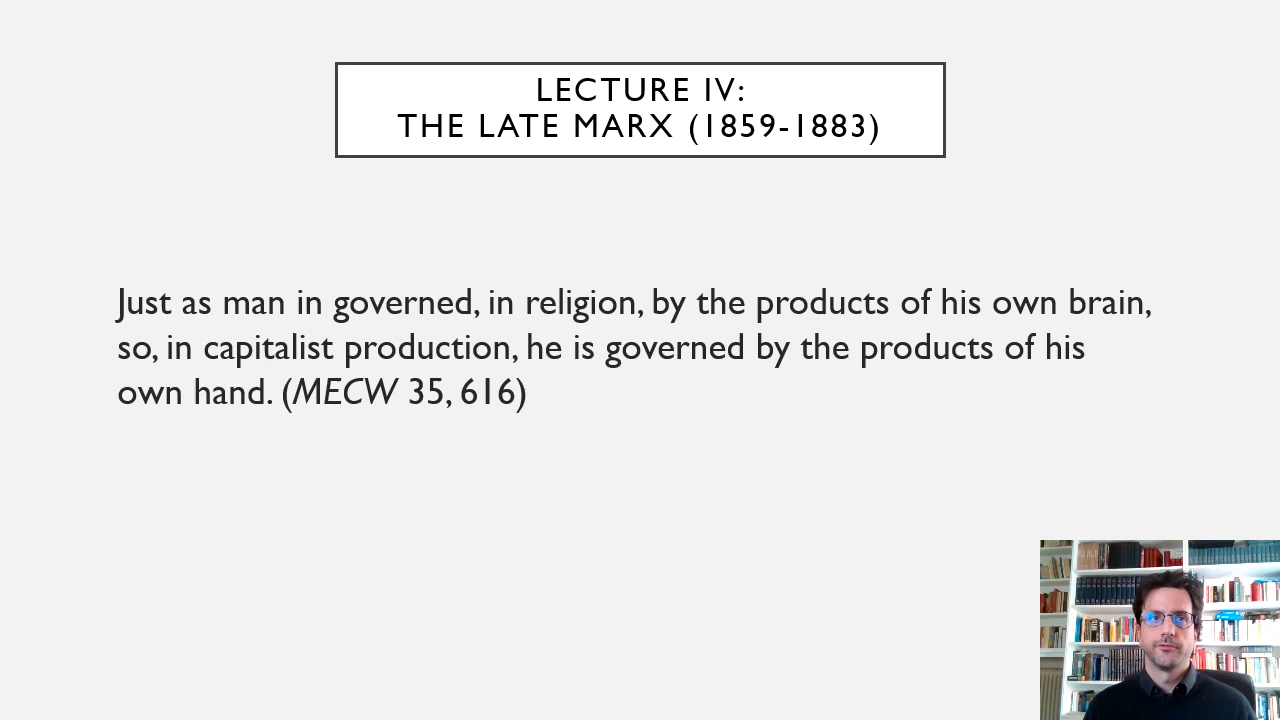 LECTURE IV:
THE LATE MARX (1859-1883)
Just as man in governed, in religion, by the products of his own brain,
so, in capitalist production, he is governed by the products of his
own hand. (MECW 35, 616)